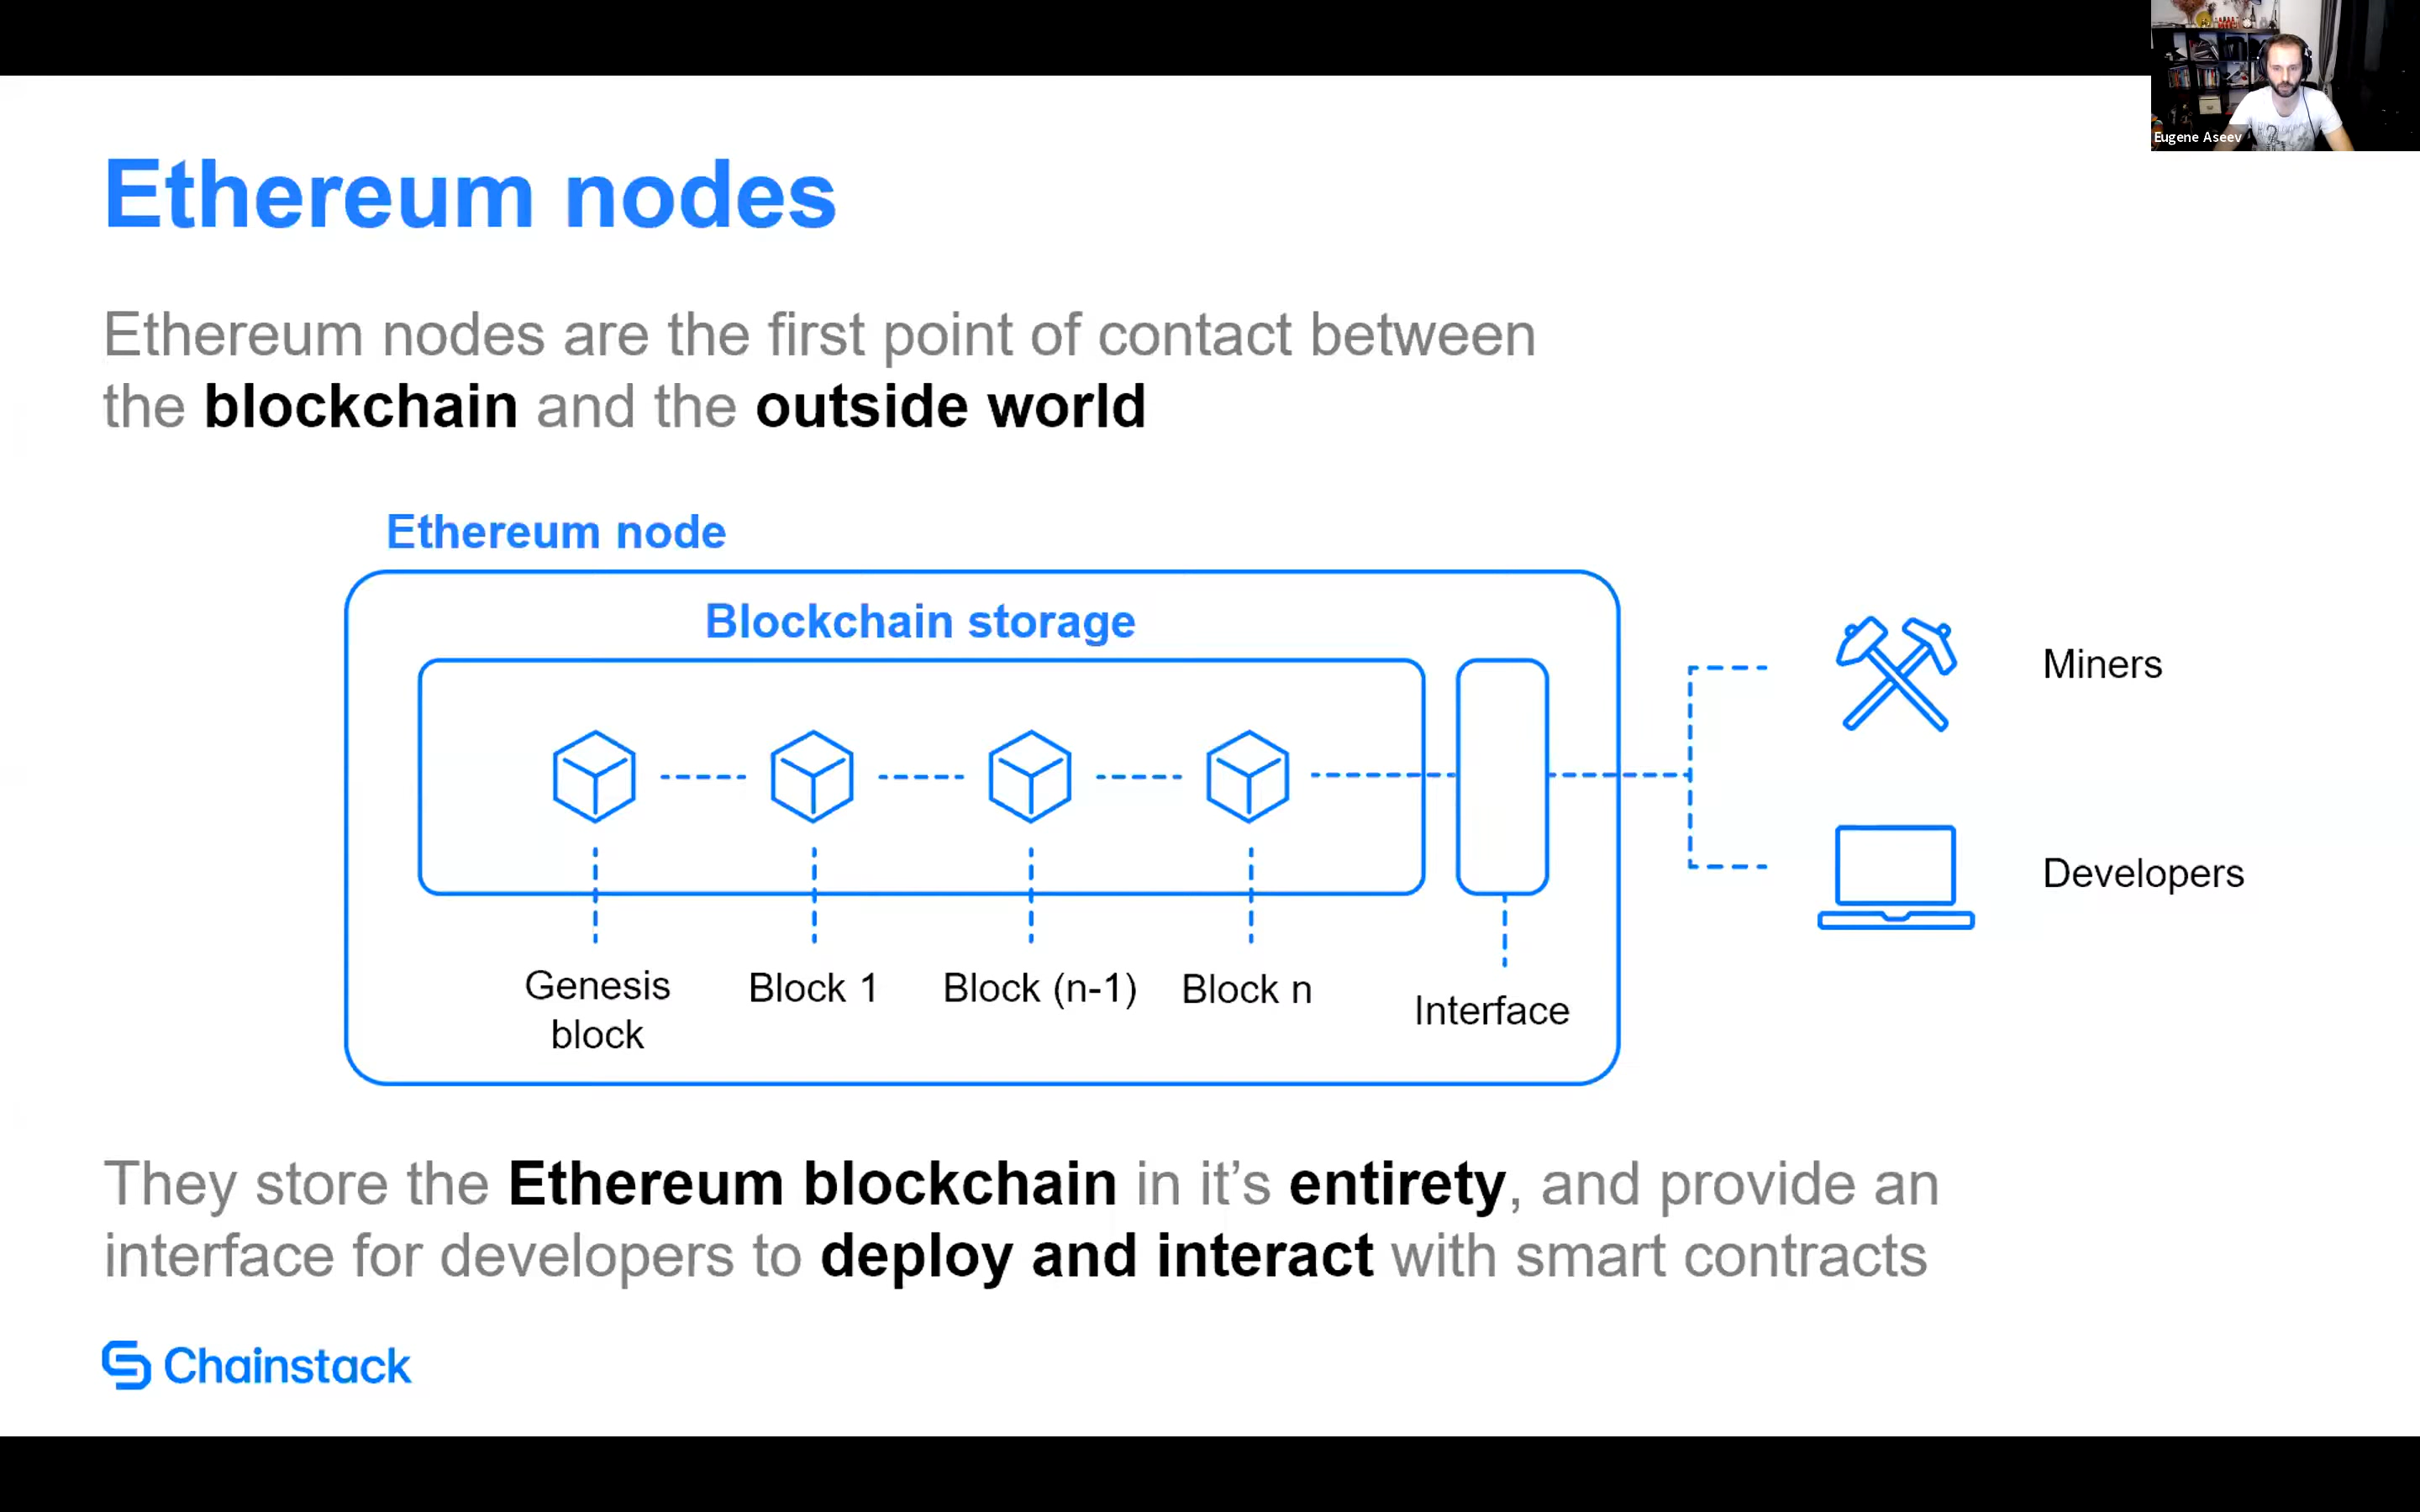 Eugene Aseev
Ethereum nodes
Ethereum nodes are the first point of contact between
the blockchain and the outside world
Ethereum node
Blockchain storage
Genesis
block
Block 1
Block (n-1)
Block n
Interface
Miners
Developers
They store the Ethereum blockchain in it’s entirety, and provide an
interface for developers to deploy and interact with smart contracts
Chainstack